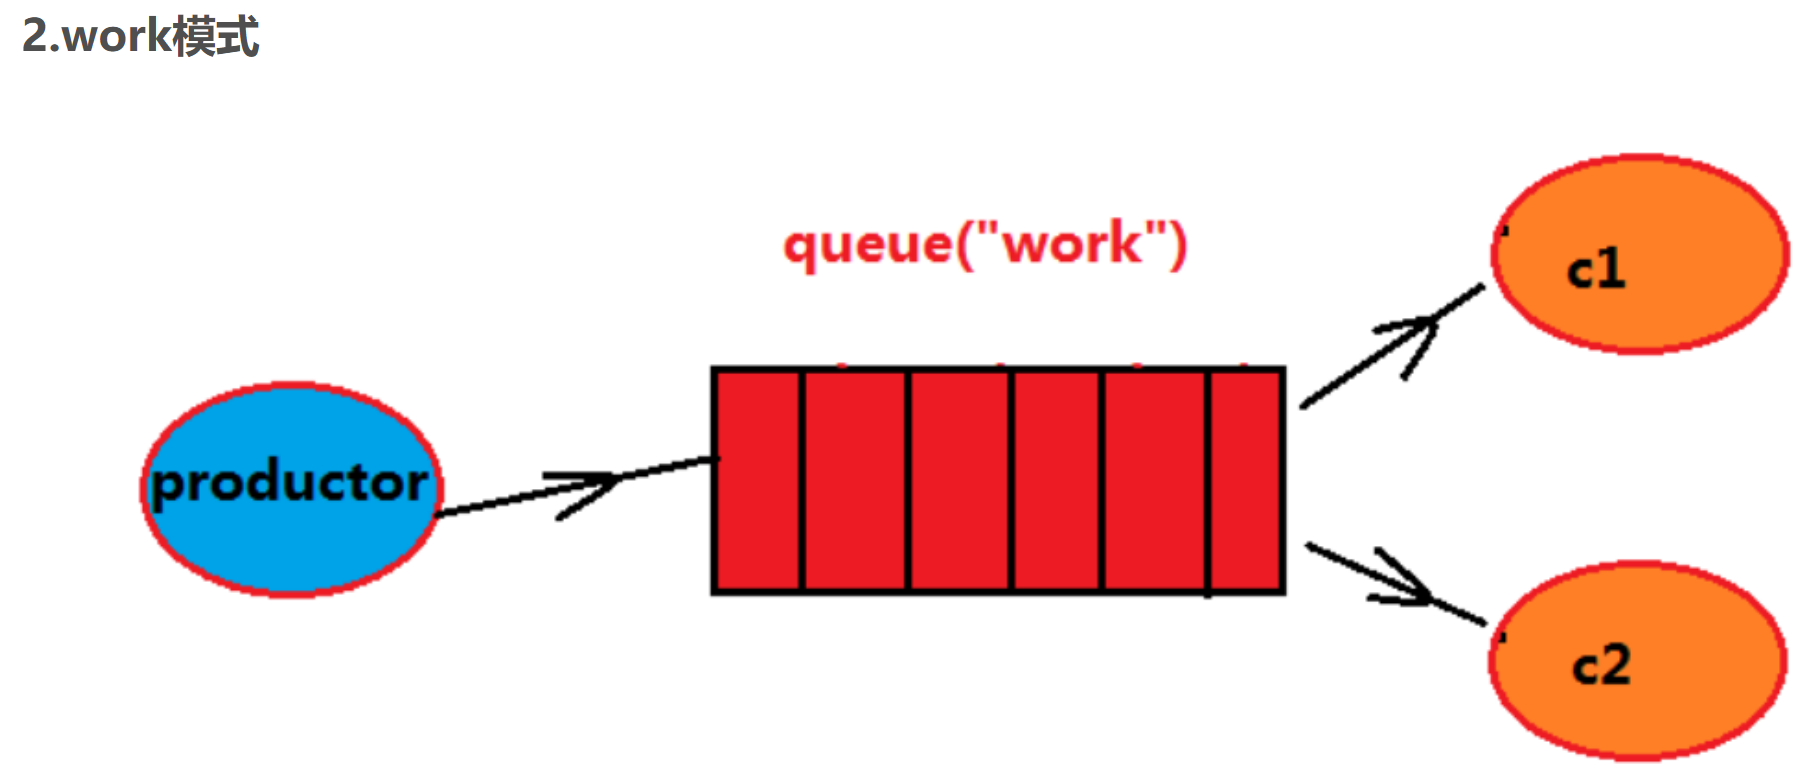 2.work模式
queue("work")
c1
productor
c2